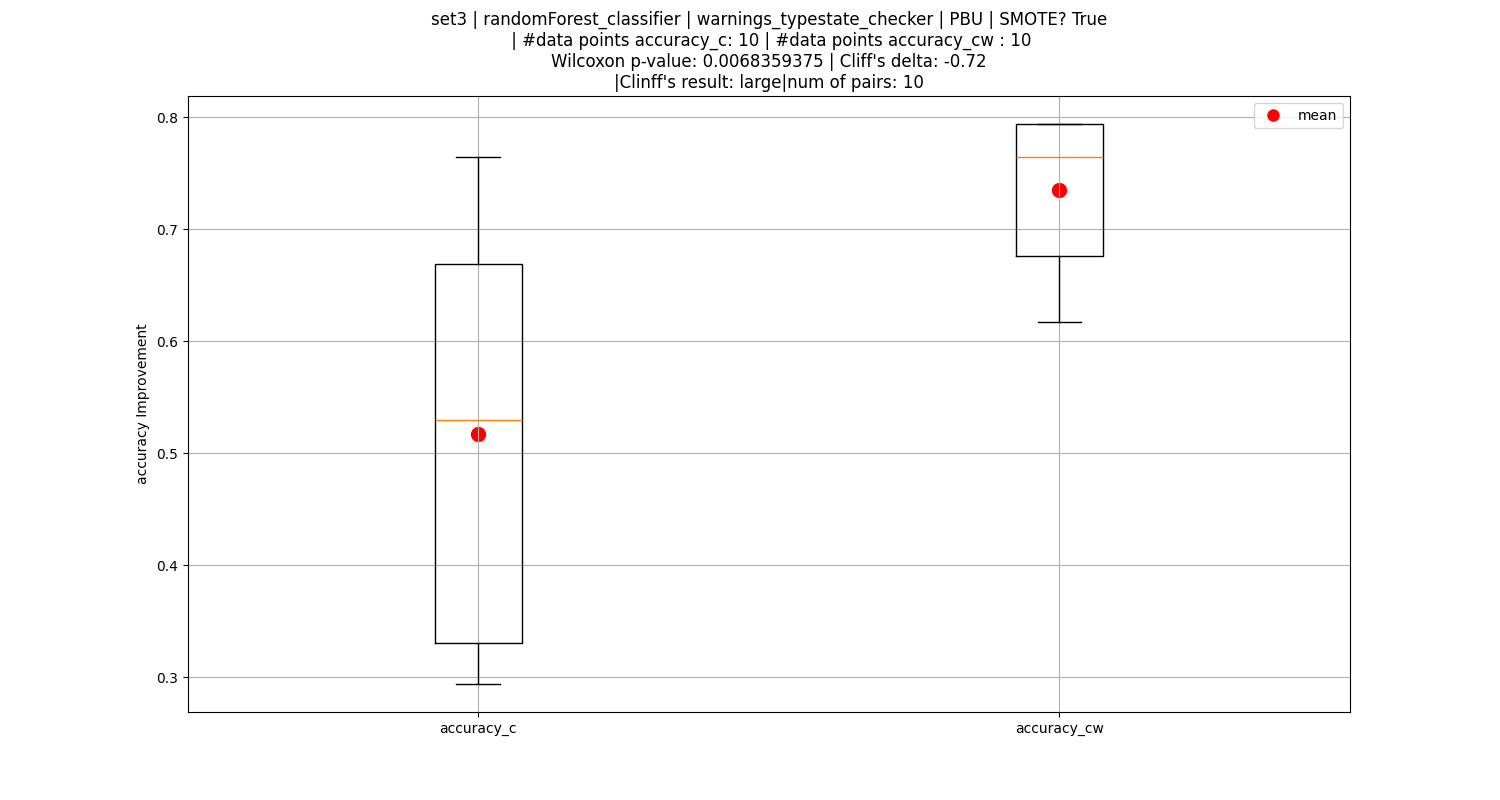 set3 | randomForest_classifier | warnings_typestate_checker | PBU | SMOTE? True
| #data points accuracy_c: 10 | #data points accuracy_cw : 10
Wilcoxon p-value: 0.0068359375 | Cliff's delta: -0.72
|Clinff's result: large|num of pairs: 10
mean
0.8
0.7
0.6
0.5
0.4
0.3
accuracy Improvement
accuracy_c
accuracy_cw